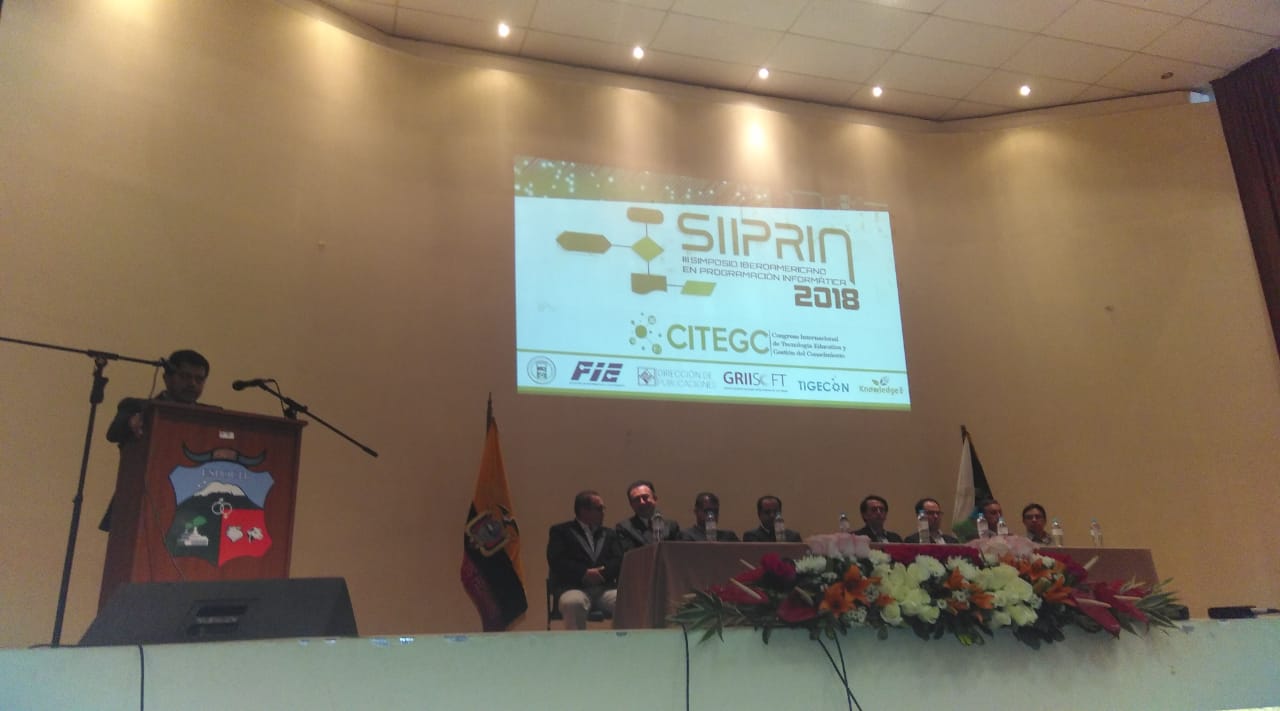 SIIPRIN
III SIMPOSIO IBEROAMERICANO
EN PROGRAMACIÓN INFORMÁTICA
2018
CITEGC
Congreso Internacional
de Tecnología Educativa y
Gestión del Conocimiento
FIE
DIRECCIÓN DE
PUBLICACIONES
GRIISOFT
TIGECON
Knowledge
ESPOCH